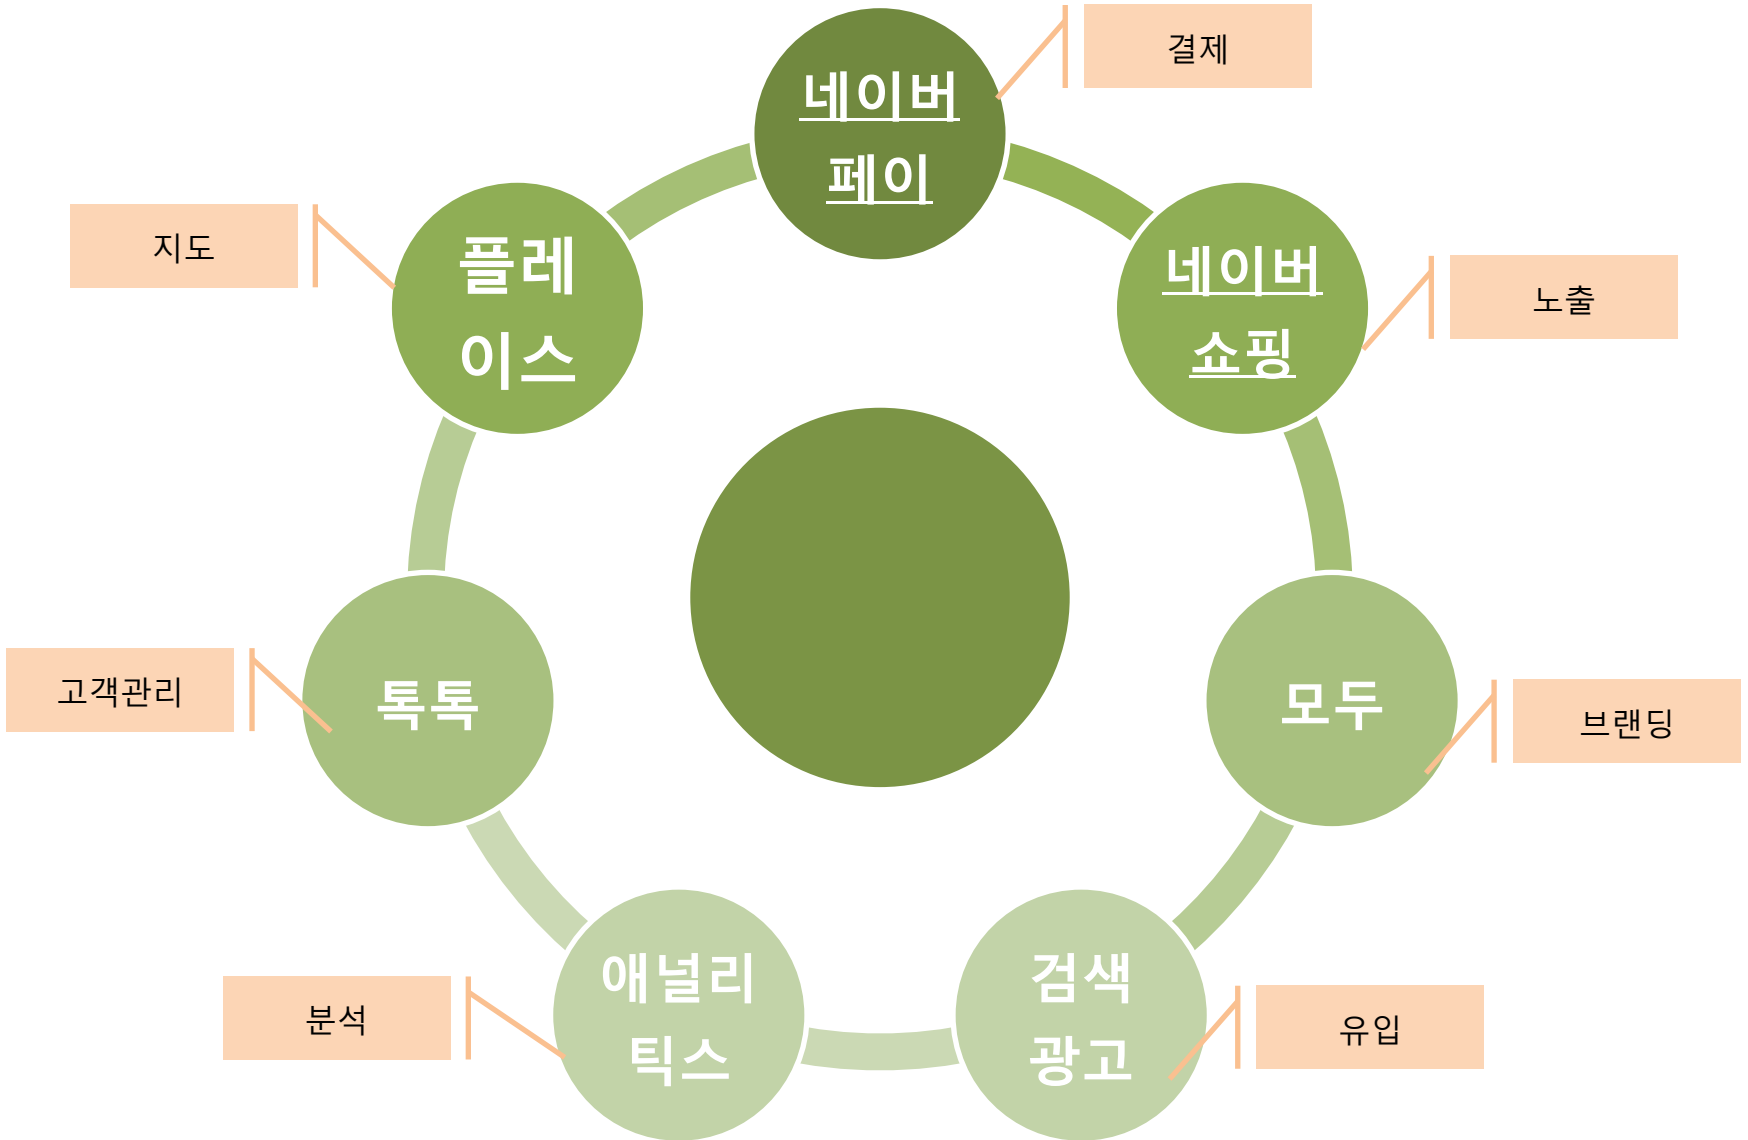 네이버
페이
결제
네이버
쇼핑
노출
모두
브랜딩
검색
광고
유입
애널리
틱스
분석
톡톡
고객관리
플레
이스
지도